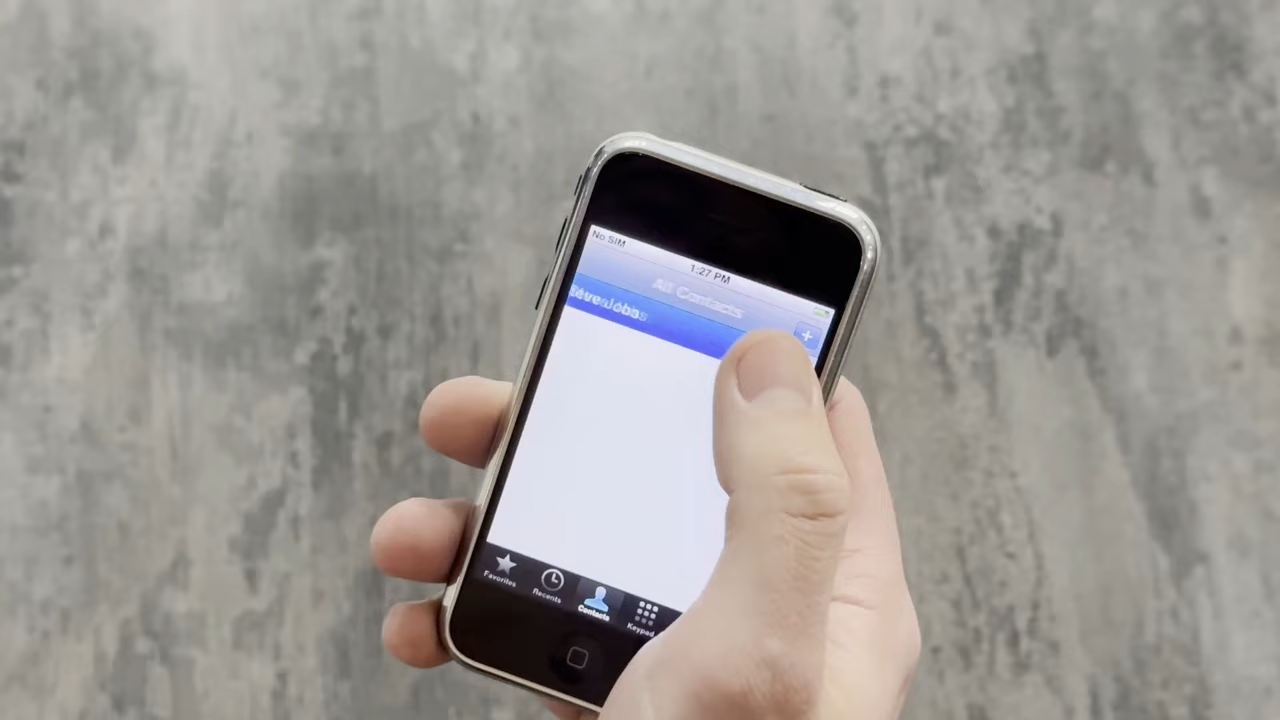 No SIM
1:27 PM
All Contacts
+
Favorites
Recents
Contacts
Keypad